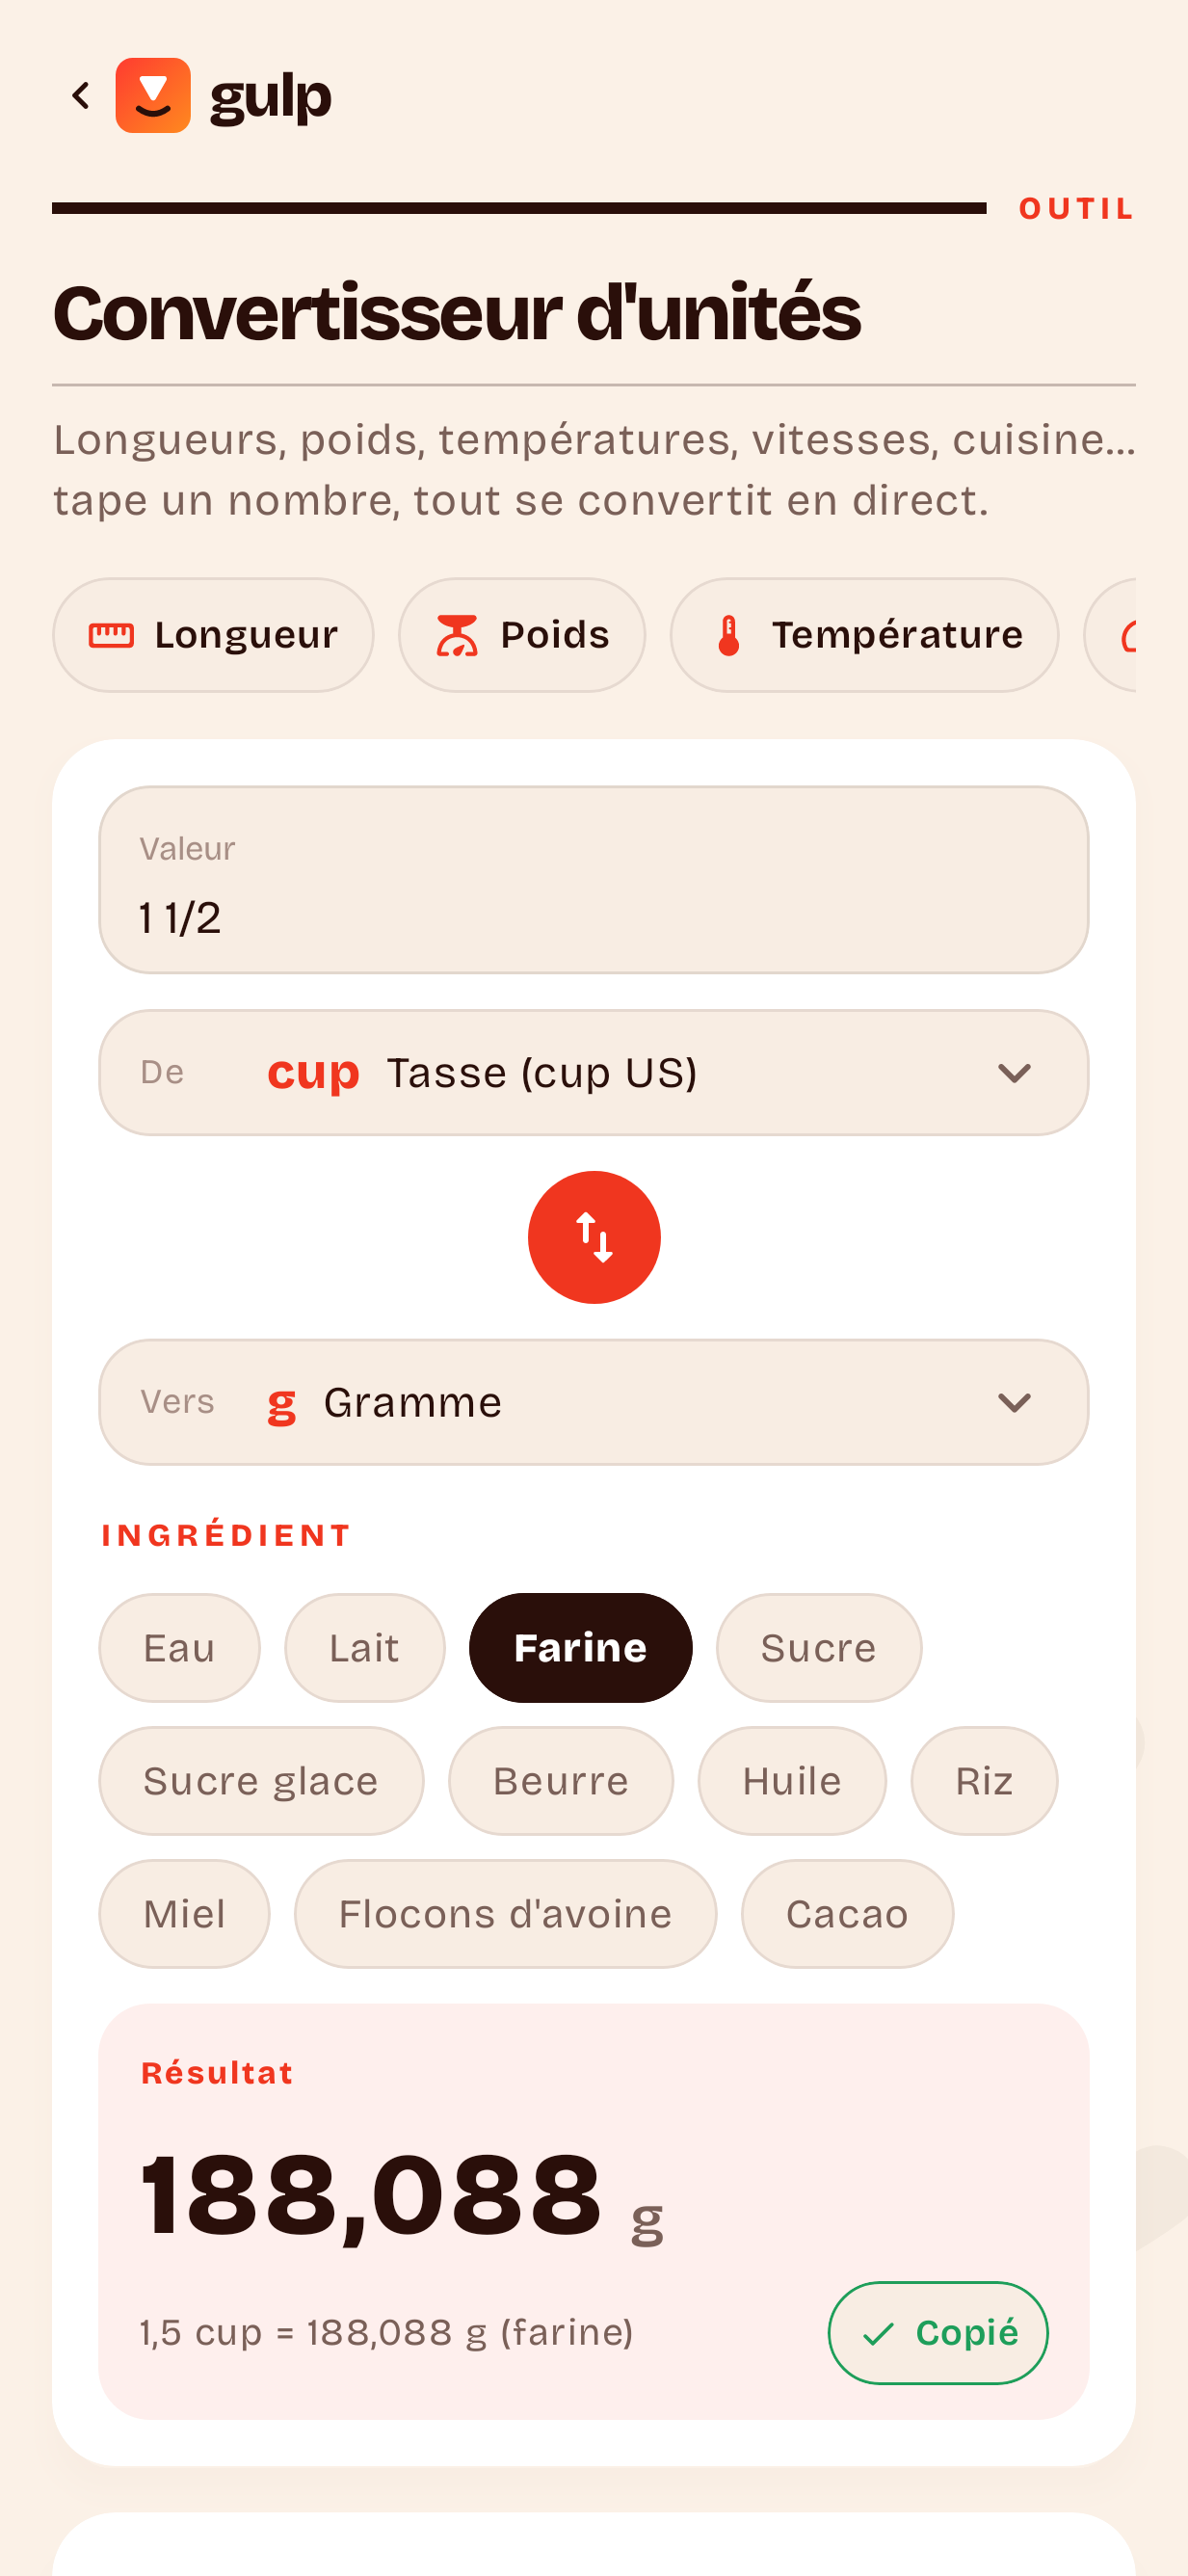 gulp
OUTIL
Convertisseur d'unités
Longueurs, poids, températures, vitesses, cuisine...
tape un nombre, tout se convertit en direct.
Longueur Poids Température
Valeur
1 1/2
De cup Tasse (cup US)
Vers g Gramme
INGRÉDIENT
Eau Lait Farine Sucre
Sucre glace Beurre Huile Riz
Miel Flocons d'avoine Cacao
Résultat
188,088 g
1,5 cup = 188,088 g (farine) Copié